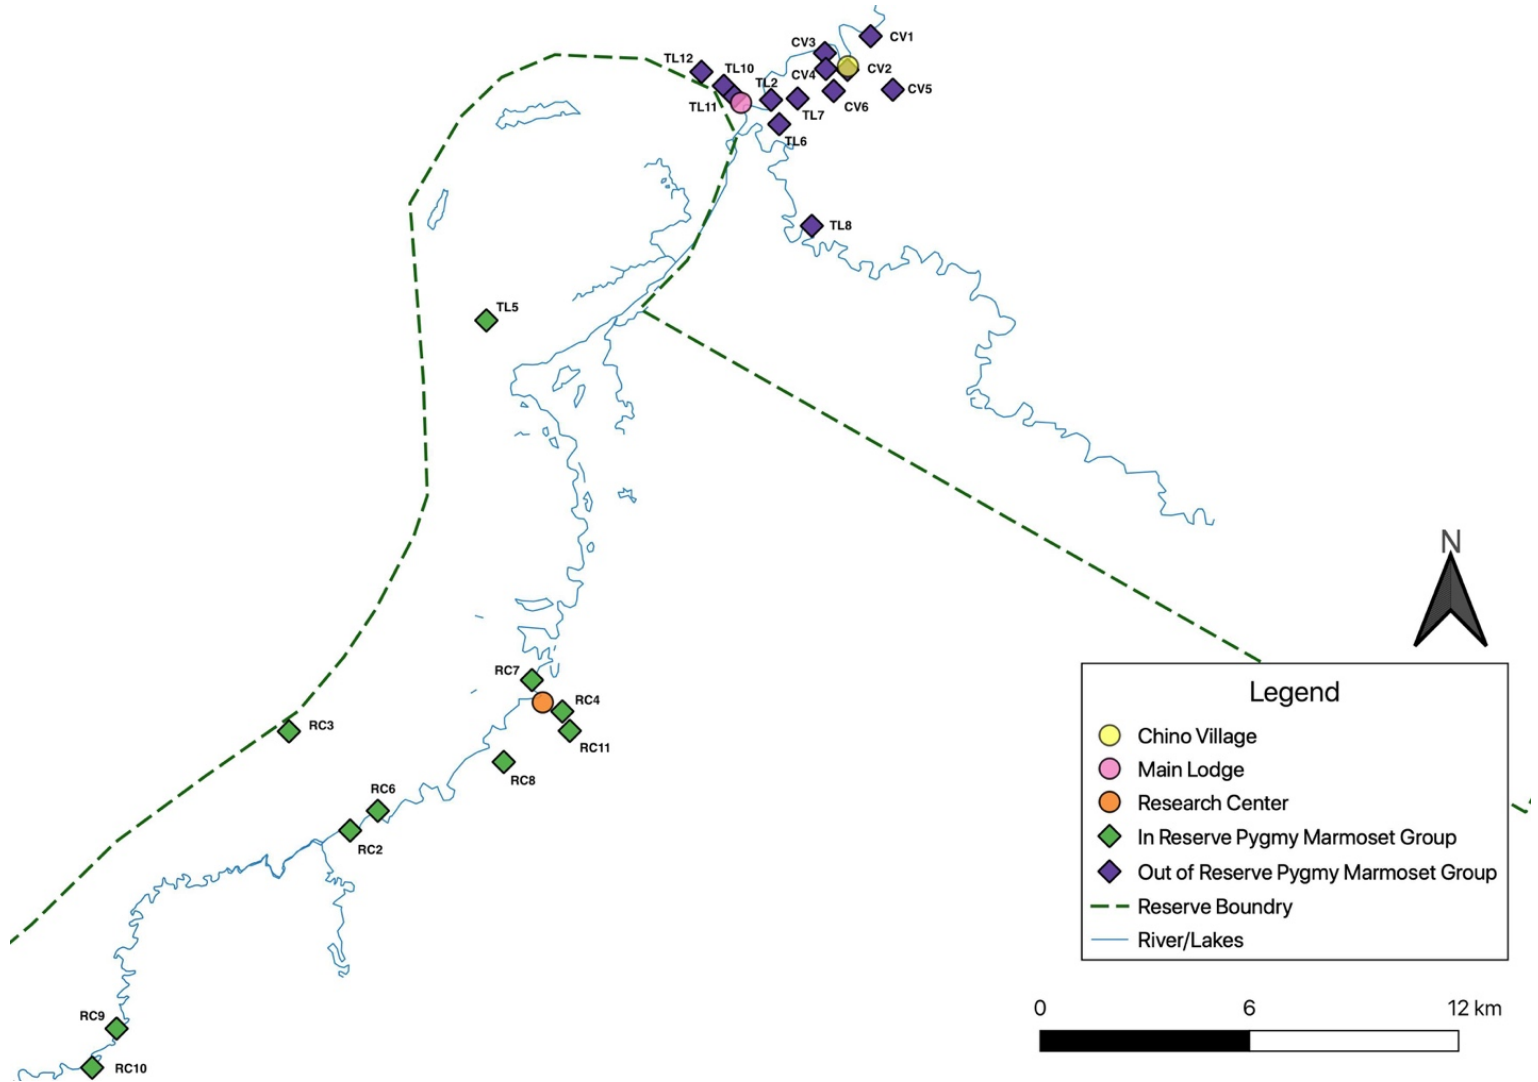 CV1
CV3
TL12
CV2
TL10
CV4
TL2
CV5
TL11
CV6
TL7
TL6
TL8
TL5
N
RC7
Legend
RC4
RC3
Chino Village
RC11
Main Lodge
RC8
RC6
Research Center
In Reserve Pygmy Marmoset Group
RC2
Out of Reserve Pygmy Marmoset Group
Reserve Boundry
River/Lakes
0 6 12 km
RC9
RC10